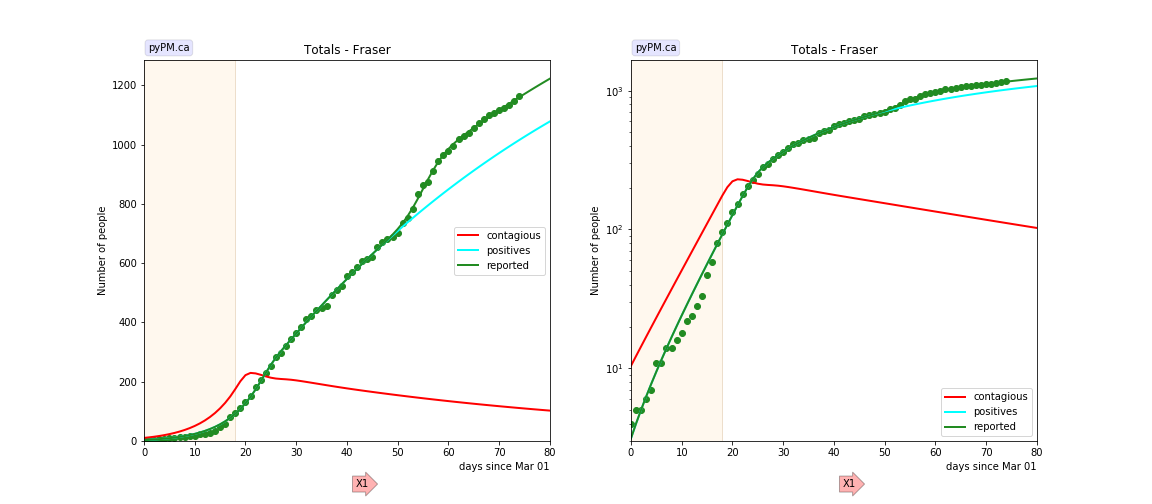 pyPM.ca
Totals - Fraser
Number of people
1200
1000
800
600
400
200
0
contagious
positives
reported
0 10 20 30 40 50 60 70 80
days since Mar 01
X1
pyPM.ca
Totals - Fraser
Number of people
10³
10²
10¹
contagious
positives
reported
0 10 20 30 40 50 60 70 80
days since Mar 01
X1